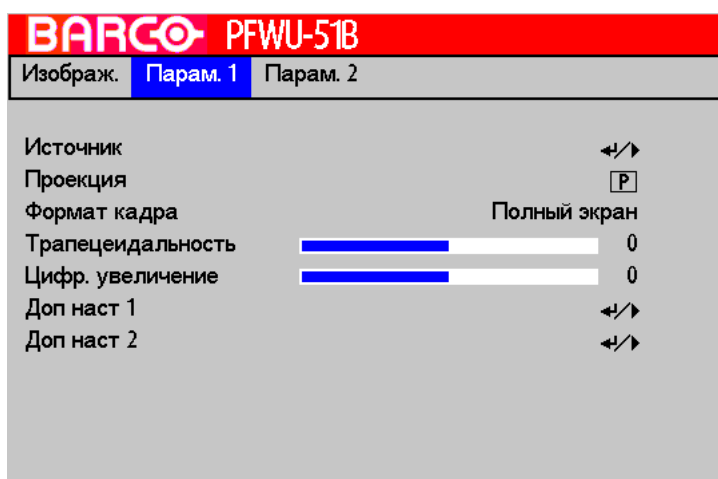 BARCO PFWU-51B
Изображ. Парам. 1 Парам. 2
Источник
Проекция P
Формат кадра Полный экран
Трапецеидальность 0
Цифр. увеличение 0
Доп наст 1
Доп наст 2